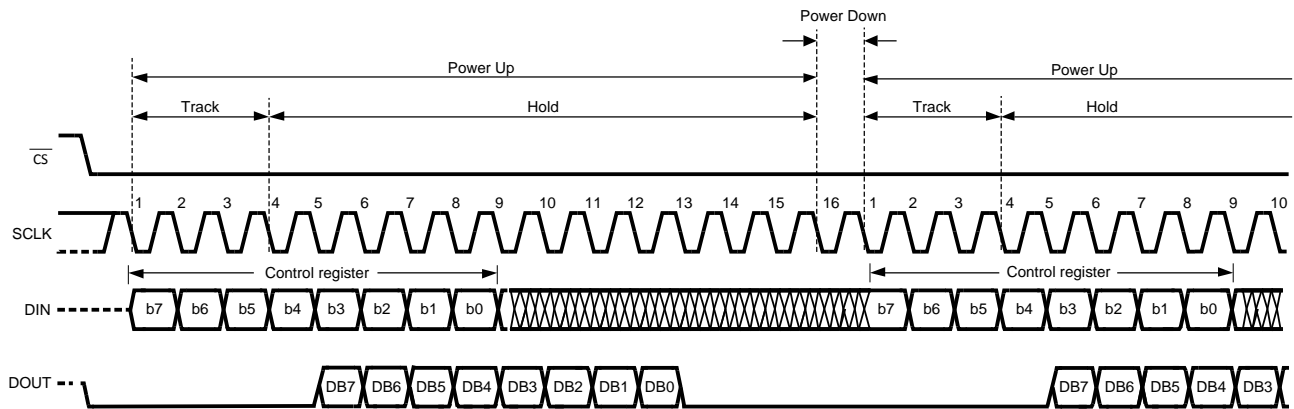 Power Down
Power Up
Power Up
Track
Hold
Track
Hold
CS
1 2 3 4 5 6 7 8 9 10 11 12 13 14 15 16 1 2 3 4 5 6 7 8 9 10
SCLK
Control register
Control register
DIN
b7 b6 b5 b4 b3 b2 b1 b0 b7 b6 b5 b4 b3 b2 b1 b0
DOUT
DB7 DB6 DB5 DB4 DB3 DB2 DB1 DB0 DB7 DB6 DB5 DB4 DB3